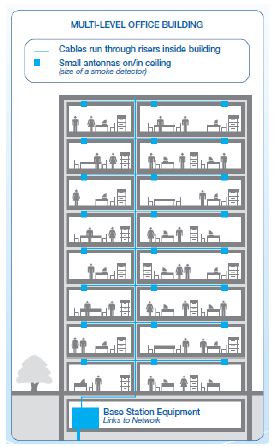 MULTI-LEVEL OFFICE BUILDING
Cables run through risers inside building
Small antennas on/in ceiling
(size of a smoke detector)
Base Station Equipment
Links to Network